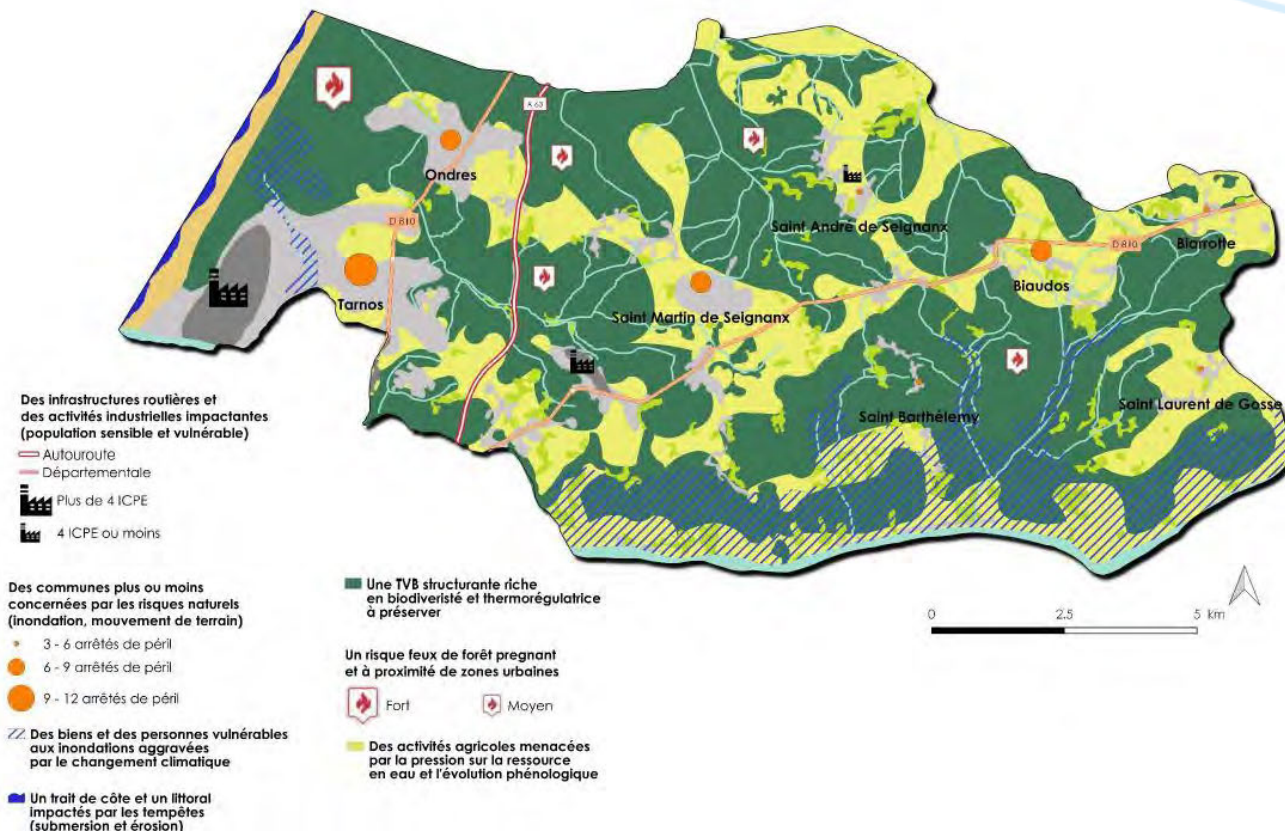 A 63
Ondres
D 810
Tarnos
Saint Andre de Seignanx
Saint Martin de Seignanx
D 810
Biarrotte
Biaudos
Saint Barthélemy
Saint Laurent de Gosse
Des infrastructures routières et
des activités industrielles impactantes
(population sensible et vulnérable)
Autouroute
Départementale
Plus de 4 ICPE
4 ICPE ou moins
Des communes plus ou moins
concernées par les risques naturels
(inondation, mouvement de terrain)
3 - 6 arrêtés de péril
6 - 9 arrêtés de péril
9 - 12 arrêtés de péril
Des biens et des personnes vulnérables
aux inondations aggravées
par le changement climatique
Un trait de côte et un littoral
impactés par les tempêtes
(submersion et érosion)
Une TVB structurante riche
en biodiveristé et thermorégulatrice
à préserver
Un risque feux de forêt pregnant
et à proximité de zones urbaines
Fort
Moyen
Des activités agricoles menacées
par la pression sur la ressource
en eau et l'évolution phénologique
0 2.5 5 km